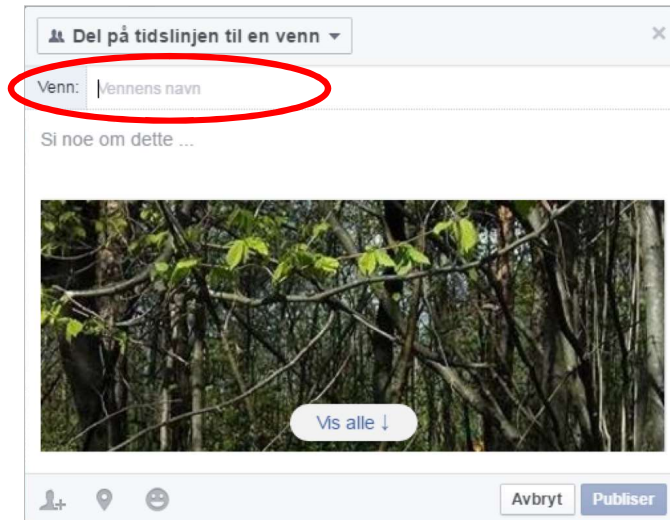 Del på tidslinjen til en venn
Venn: Vennens navn
Si noe om dette ...
Vis alle ↓
Avbryt Publiser